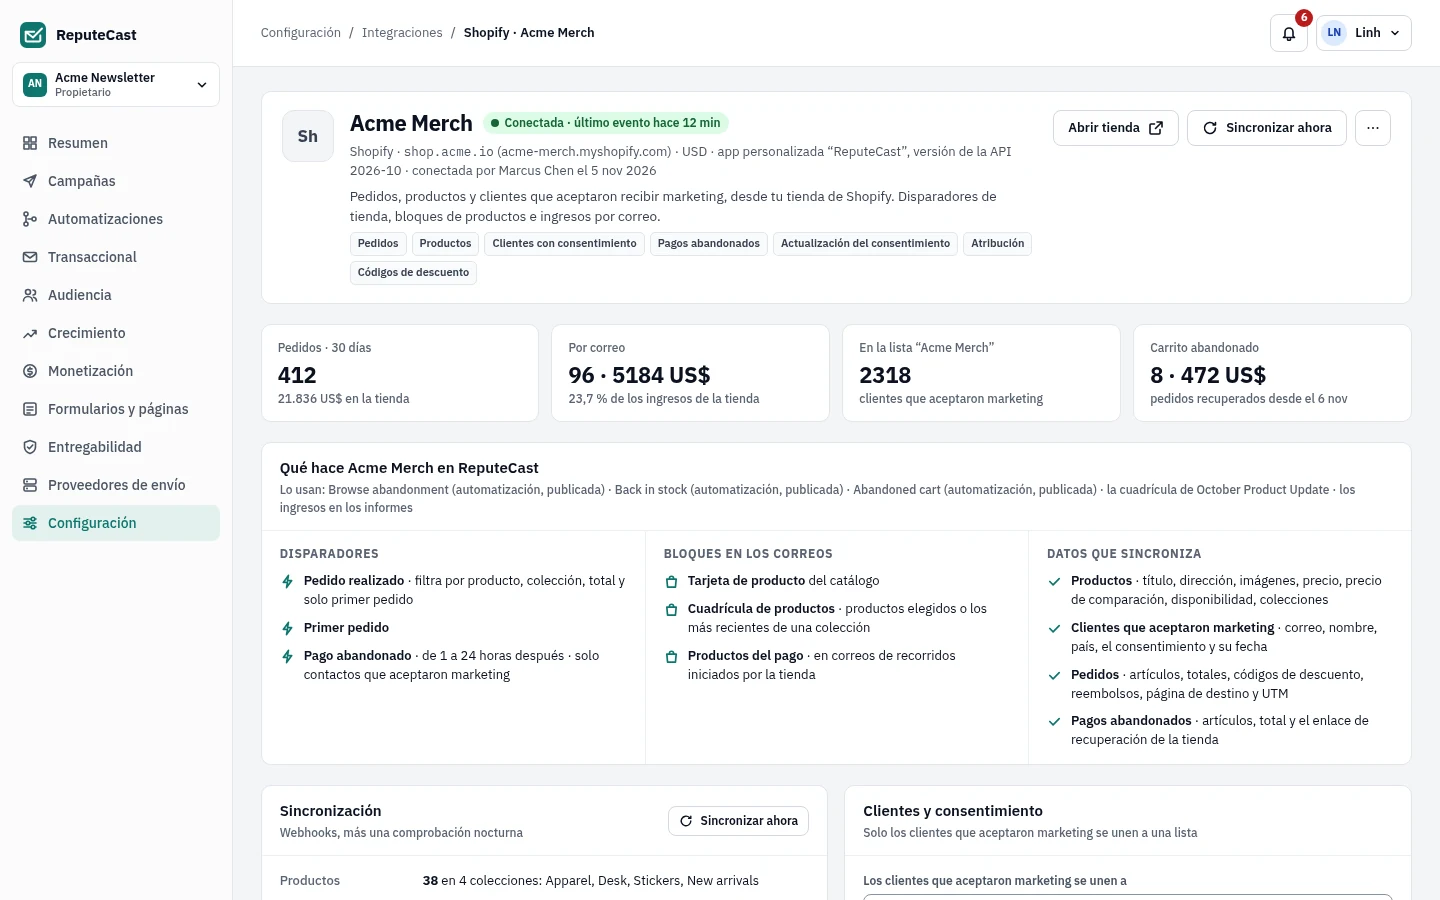 ReputeCast
AN
Acme Newsletter
Propietario
Resumen
Campañas
Automatizaciones
Transaccional
Audiencia
Crecimiento
Monetización
Formularios y páginas
Entregabilidad
Proveedores de envío
Configuración
Configuración / Integraciones / Shopify · Acme Merch
6
LN Linh
Sh
Acme Merch
Conectada · último evento hace 12 min
Shopify · shop.acme.io (acme-merch.myshopify.com) · USD · app personalizada “ReputeCast”, versión de la API
2026-10 · conectada por Marcus Chen el 5 nov 2026
Pedidos, productos y clientes que aceptaron recibir marketing, desde tu tienda de Shopify. Disparadores de
tienda, bloques de productos e ingresos por correo.
Pedidos Productos Clientes con consentimiento Pagos abandonados Actualización del consentimiento Atribución
Códigos de descuento
Abrir tienda
Sincronizar ahora
···
Pedidos · 30 días
412
21.836 US$ en la tienda
Por correo
96 · 5184 US$
23,7 % de los ingresos de la tienda
En la lista “Acme Merch”
2318
clientes que aceptaron marketing
Carrito abandonado
8 · 472 US$
pedidos recuperados desde el 6 nov
Qué hace Acme Merch en ReputeCast
Lo usan: Browse abandonment (automatización, publicada) · Back in stock (automatización, publicada) · Abandoned cart (automatización, publicada) · la cuadrícula de October Product Update · los
ingresos en los informes
DISPARADORES
Pedido realizado · filtra por producto, colección, total y
solo primer pedido
Primer pedido
Pago abandonado · de 1 a 24 horas después · solo
contactos que aceptaron marketing
BLOQUES EN LOS CORREOS
Tarjeta de producto del catálogo
Cuadrícula de productos · productos elegidos o los
más recientes de una colección
Productos del pago · en correos de recorridos
iniciados por la tienda
DATOS QUE SINCRONIZA
Productos · título, dirección, imágenes, precio, precio
de comparación, disponibilidad, colecciones
Clientes que aceptaron marketing · correo, nombre,
país, el consentimiento y su fecha
Pedidos · artículos, totales, códigos de descuento,
reembolsos, página de destino y UTM
Pagos abandonados · artículos, total y el enlace de
recuperación de la tienda
Sincronización
Webhooks, más una comprobación nocturna
Sincronizar ahora
Productos
38 en 4 colecciones: Apparel, Desk, Stickers, New arrivals
Clientes y consentimiento
Solo los clientes que aceptaron marketing se unen a una lista
Los clientes que aceptaron marketing se unen a